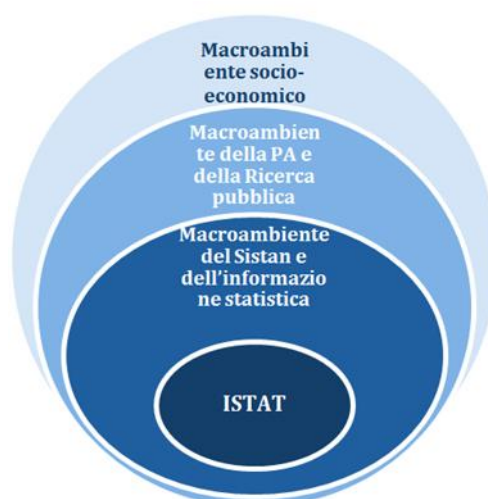 Macroambi
ente socio-
economico
Macroambien
te della PA e
della Ricerca
pubblica
Macroambiente
del Sistan e
dell'informazio
ne statistica
ISTAT